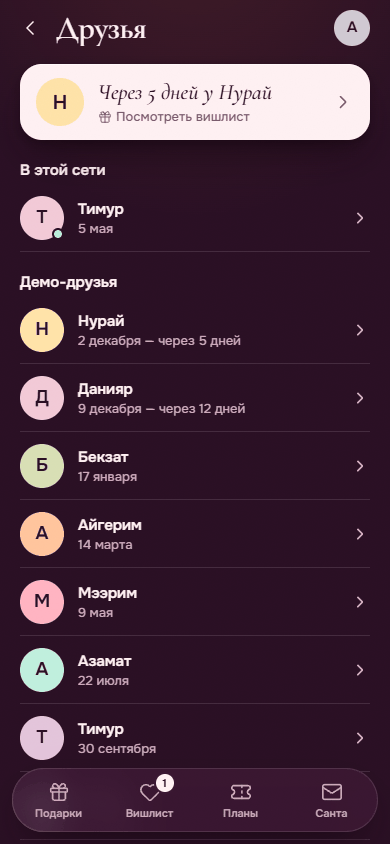 Друзья
А
Н
Через 5 дней у Нурай
Посмотреть вишлист
В этой сети
Т
Тимур
5 мая
Демо-друзья
Н
Нурай
2 декабря — через 5 дней
Д
Данияр
9 декабря — через 12 дней
Б
Бекзат
17 января
А
Айгерим
14 марта
М
Мээрим
9 мая
А
Азамат
22 июля
Т
Тимур
30 сентября
1
Подарки
Вишлист
Планы
Санта